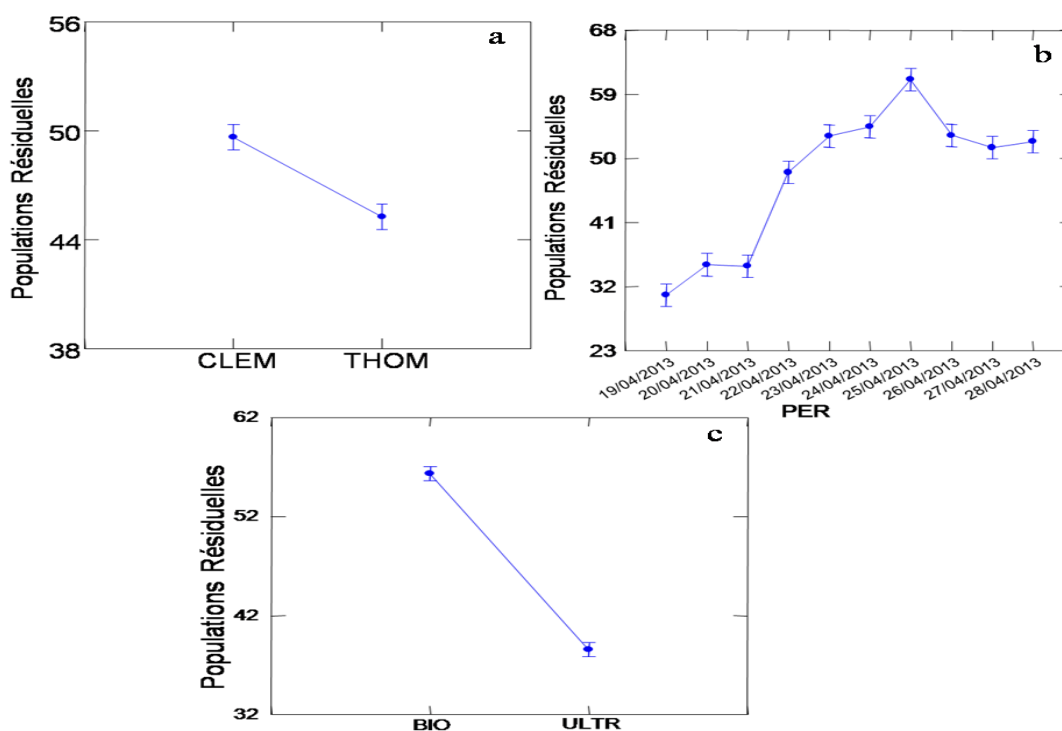 a
Populations Résiduelles
56
50
44
38
CLEM THOM
b
Populations Résiduelles
68
59
50
41
32
23
19/04/2013
20/04/2013
21/04/2013
22/04/2013
23/04/2013
24/04/2013
25/04/2013
26/04/2013
27/04/2013
28/04/2013
PER
c
Populations Résiduelles
62
52
42
32
BIO ULTR